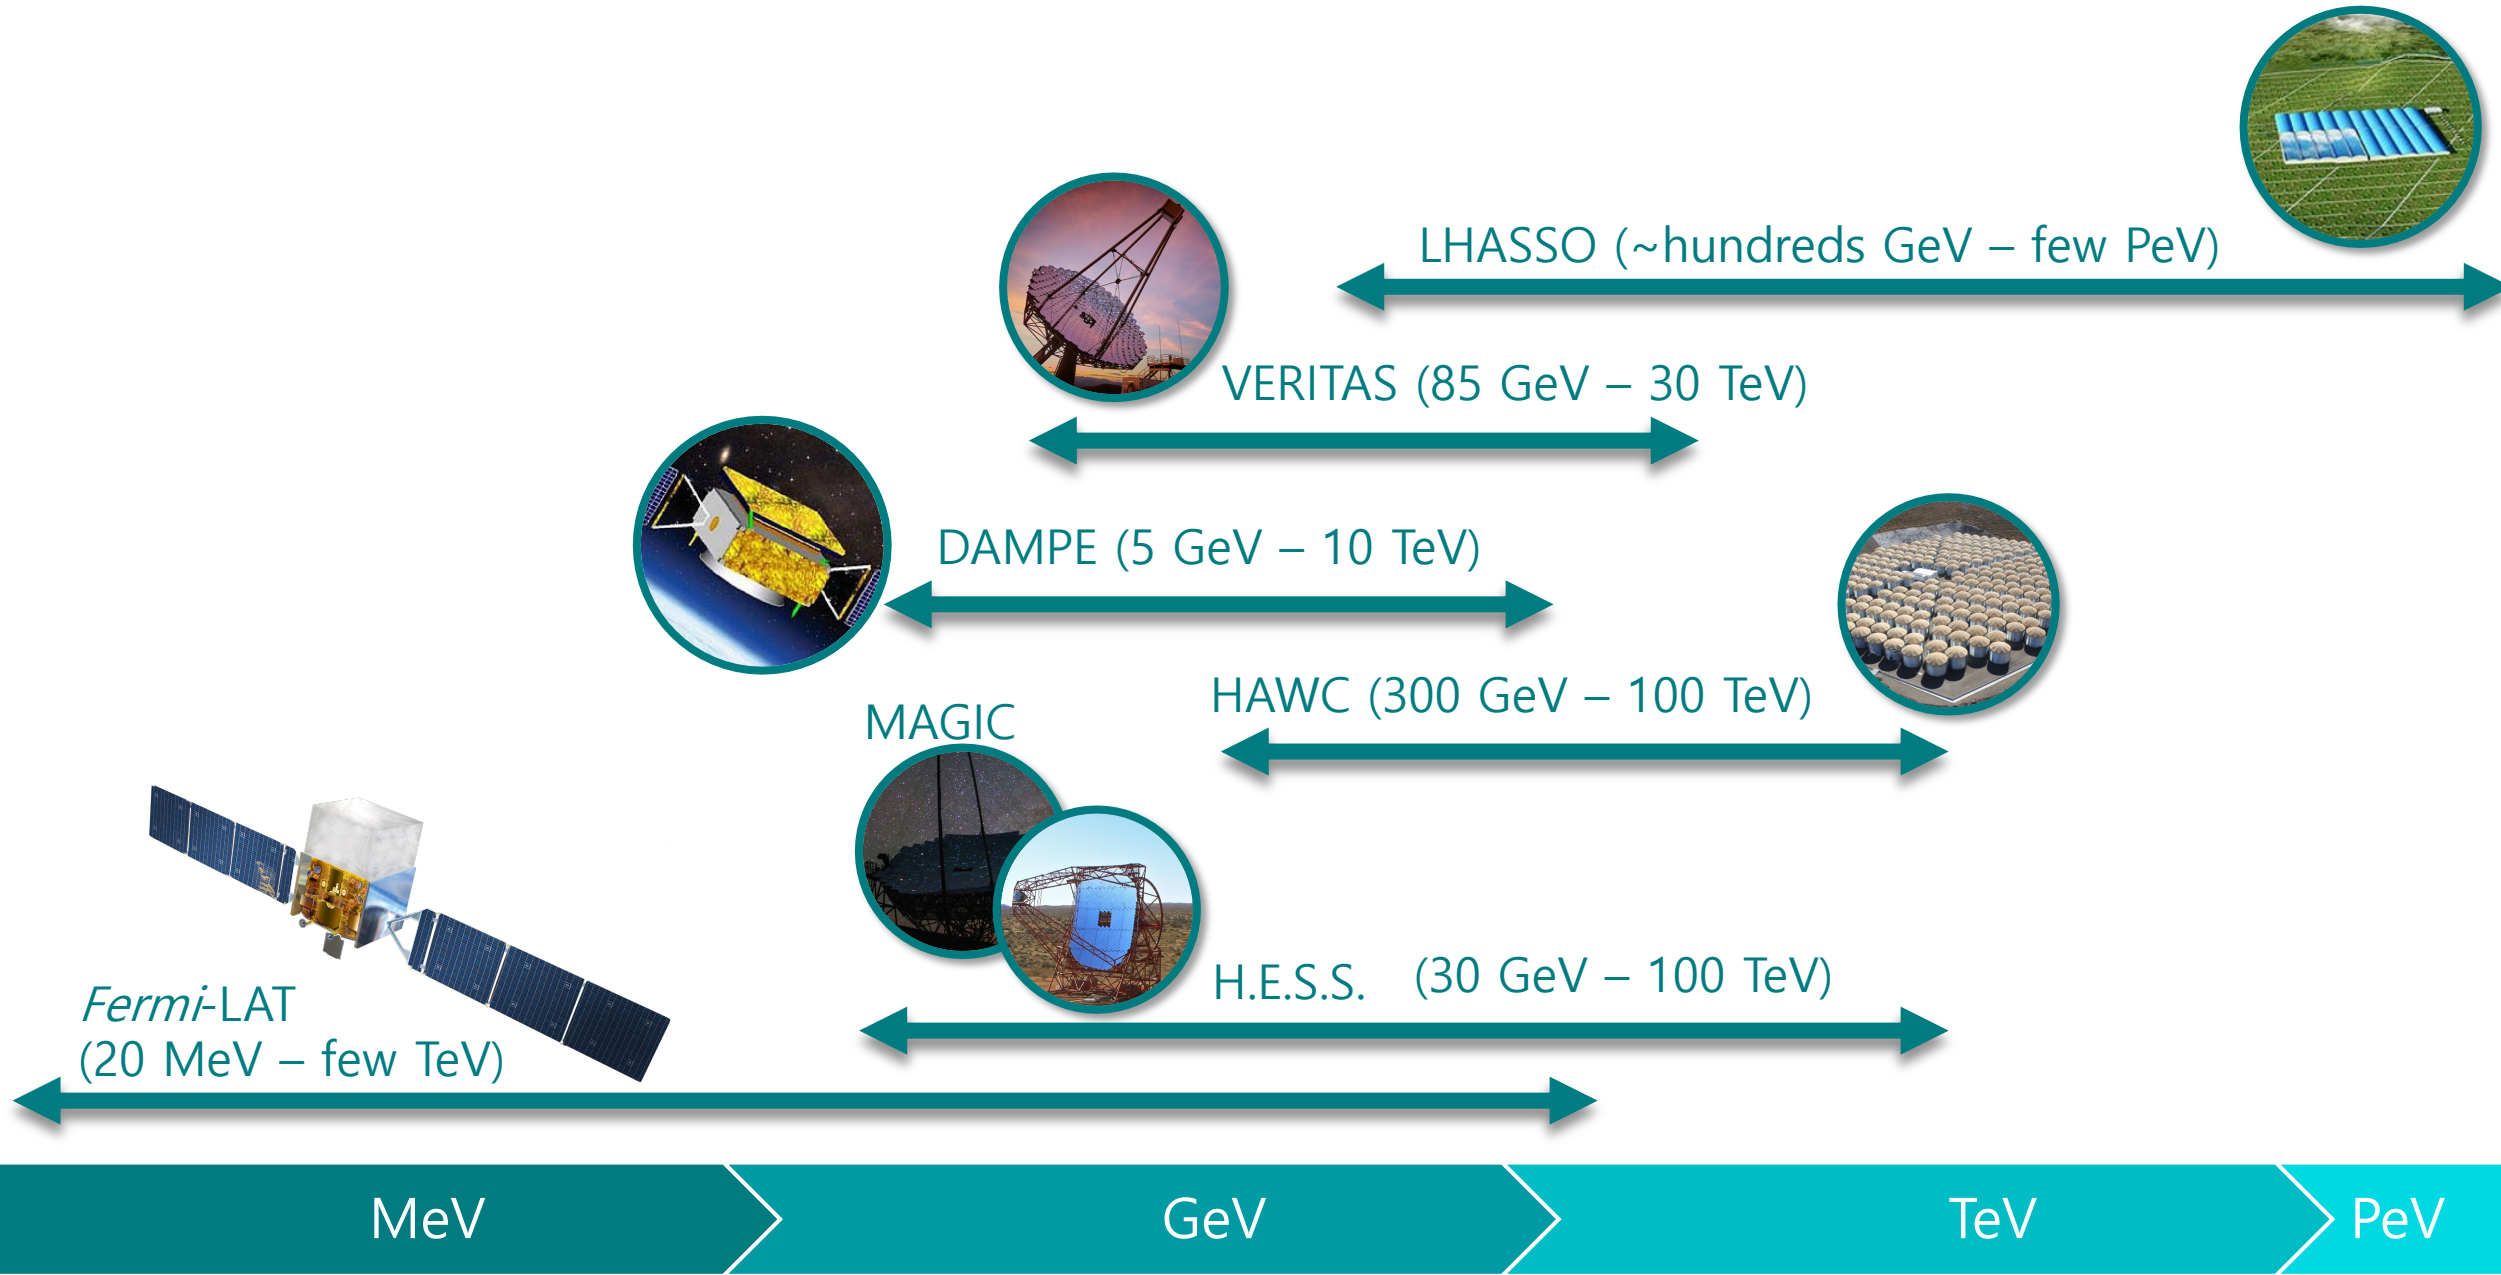 LHASSO (~hundreds GeV – few PeV)
VERITAS (85 GeV – 30 TeV)
DAMPE (5 GeV – 10 TeV)
HAWC (300 GeV – 100 TeV)
MAGIC
H.E.S.S. (30 GeV – 100 TeV)
Fermi-LAT
(20 MeV – few TeV)
MeV GeV TeV PeV